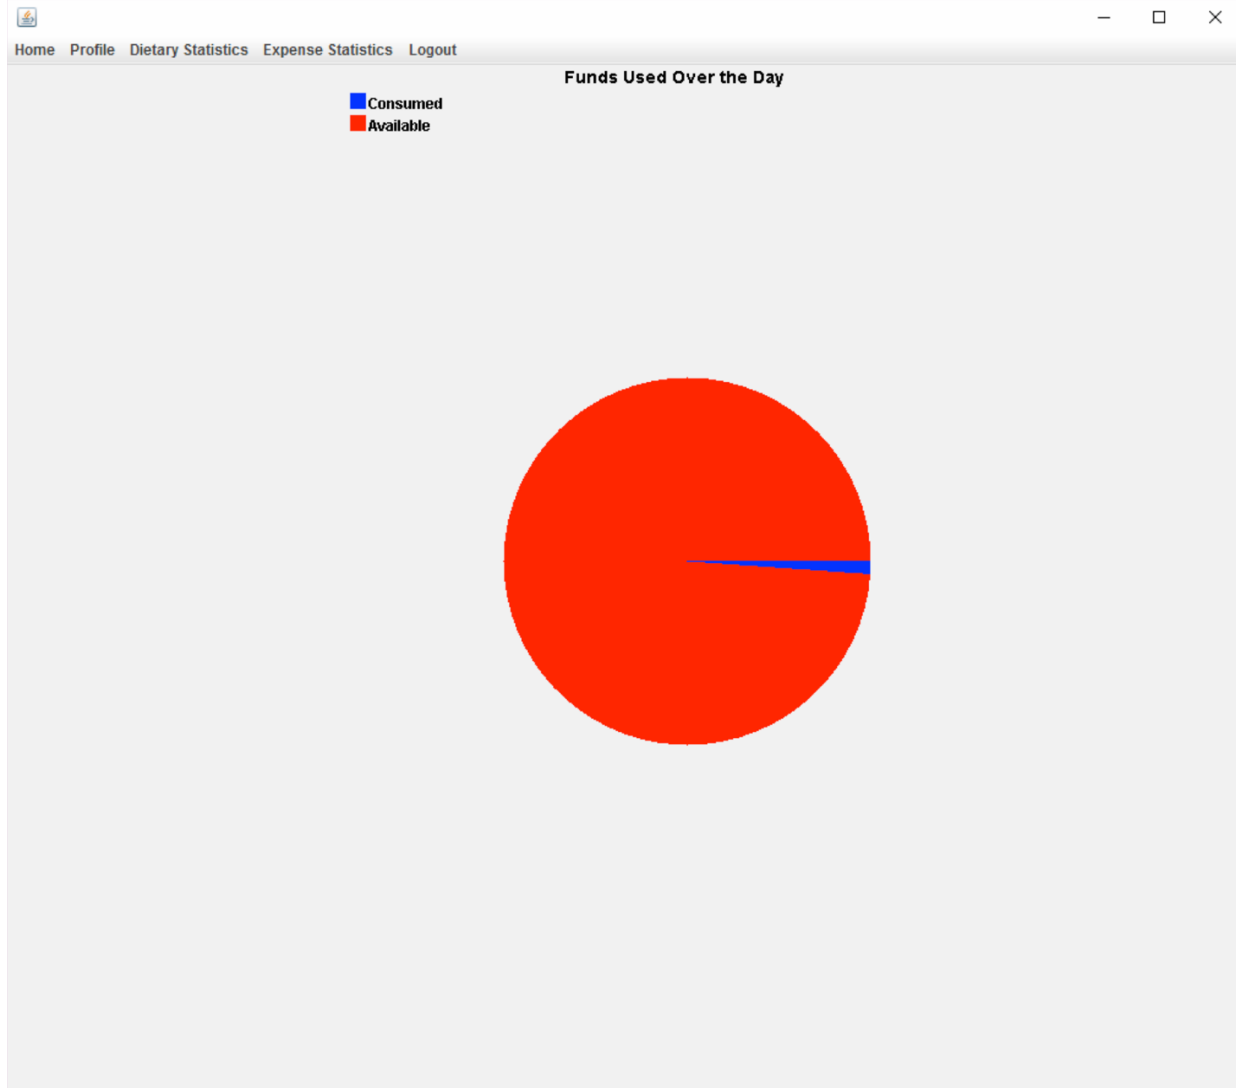 Home Profile Dietary Statistics Expense Statistics Logout
Funds Used Over the Day
Consumed
Available